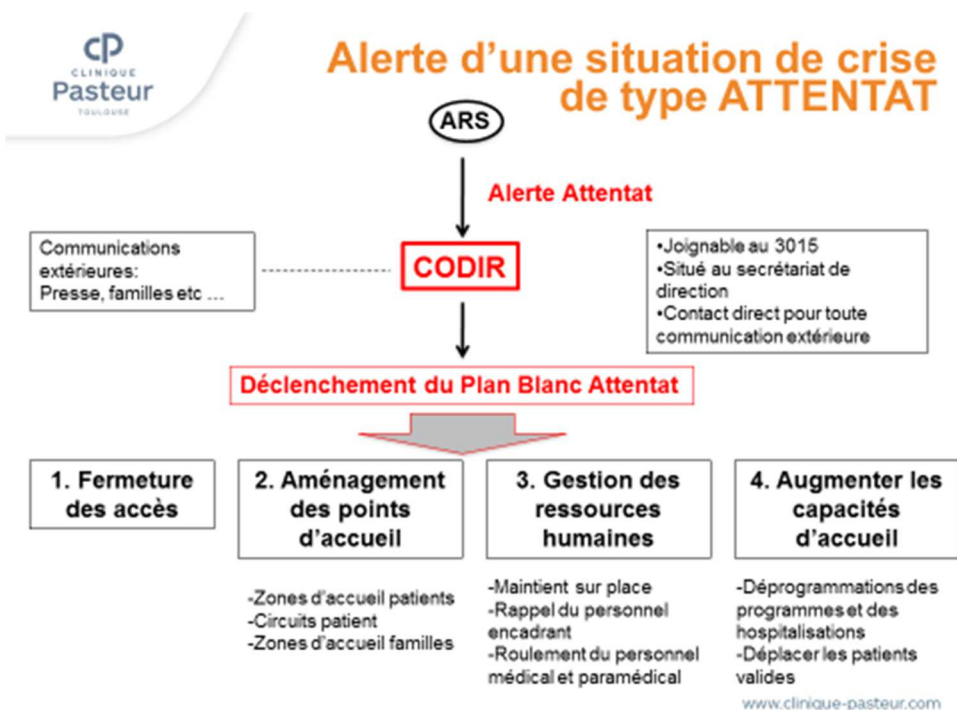 CLINIQUE
Pasteur
TOULOUSE
Alerte d'une situation de crise
de type ATTENTAT
ARS
Alerte Attentat
Communications
extérieures:
Presse, familles etc ...
CODIR
•Joignable au 3015
•Situé au secrétariat de
direction
•Contact direct pour toute
communication extérieure
Déclenchement du Plan Blanc Attentat
1. Fermeture
des accès
2. Aménagement
des points
d'accueil
-Zones d'accueil patients
-Circuits patient
-Zones d'accueil familles
3. Gestion des
ressources
humaines
-Maintient sur place
-Rappel du personnel
encadrant
-Roulement du personnel
médical et paramédical
4. Augmenter les
capacités
d'accueil
-Déprogrammations des
programmes et des
hospitalisations
-Déplacer les patients
valides
www.clinique-pasteur.com